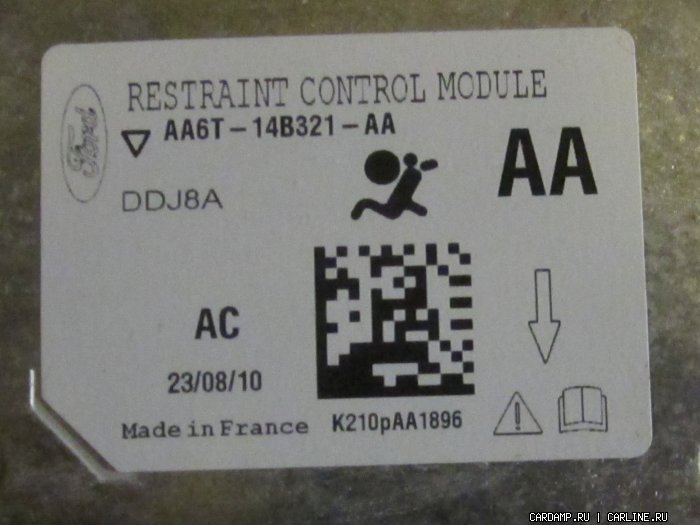 RESTRAINT CONTROL MODULE
Ford
AA6T-14B321-AA
AA
DDJ8A
AC
23/08/10
Made in France
K210pAA1896
CARDAMP.RU | CARLINE.RU